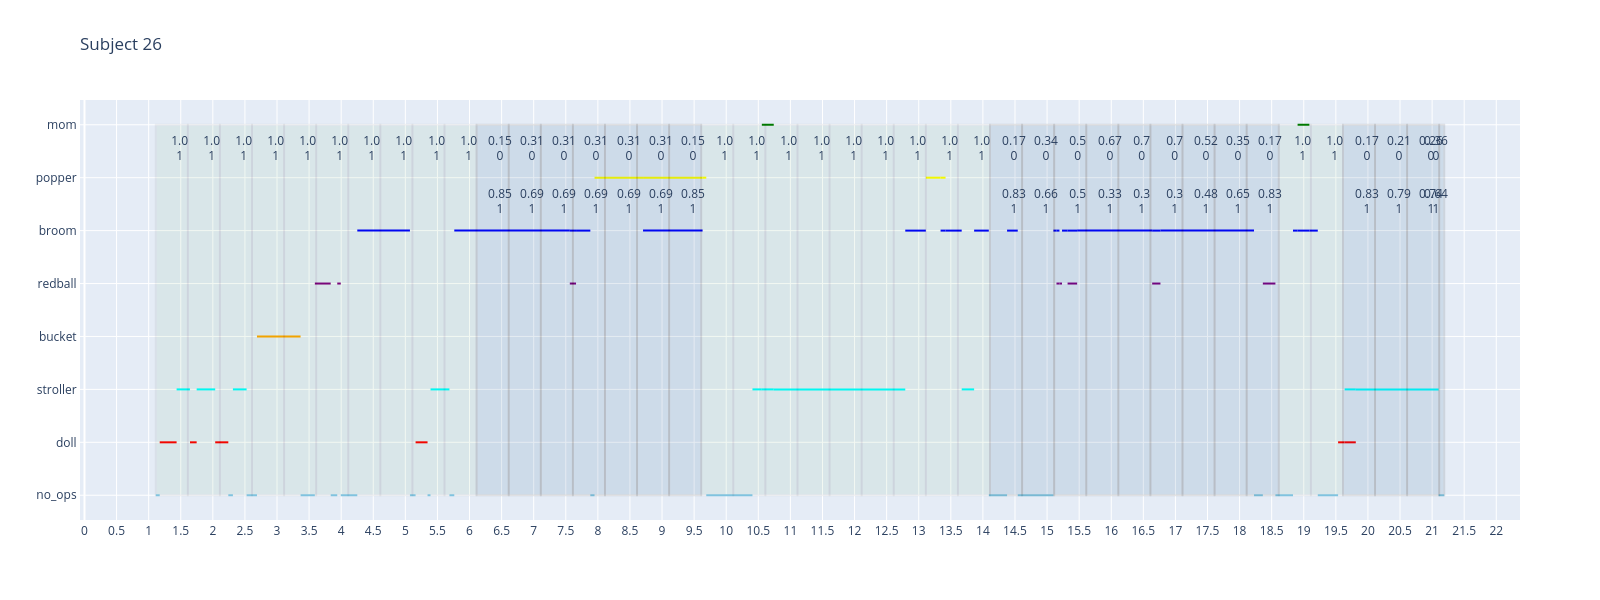 Subject 26
mom
1.0 1.0 1.0 1.0 1.0 1.0 1.0 1.0 1.0 1.0 0.15 0.31 0.31 0.31 0.31 0.31 0.15 1.0 1.0 1.0 1.0 1.0 1.0 1.0 1.0 1.0 0.17 0.34 0.5 0.67 0.7 0.7 0.52 0.35 0.17 1.0 1.0 0.17 0.21
1 1 1 1 1 1 1 1 1 1 0 0 0 0 0 0 0 1 1 1 1 1 1 1 1 1 0 0 0 0 0 0 0 0 0 1 1 0 0 0 0
popper
0.85 0.69 0.69 0.69 0.69 0.69 0.85 0.83 0.66 0.5 0.33 0.3 0.3 0.48 0.65 0.83 0.83 0.79
1 1 1 1 1 1 1 1 1 1 1 1 1 1 1 1 1 1 1 1
broom
redball
bucket
stroller
doll
no_ops
0 0.5 1 1.5 2 2.5 3 3.5 4 4.5 5 5.5 6 6.5 7 7.5 8 8.5 9 9.5 10 10.5 11 11.5 12 12.5 13 13.5 14 14.5 15 15.5 16 16.5 17 17.5 18 18.5 19 19.5 20 20.5 21 21.5 22